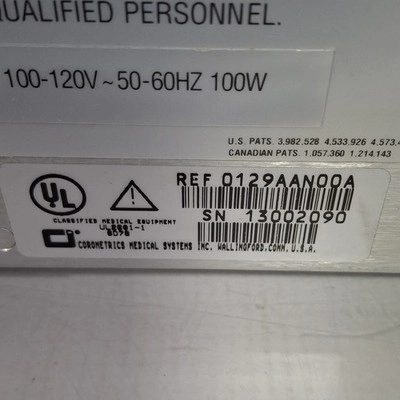 QUALIFIED PERSONNEL.
100-120V ~ 50-60HZ 100W
U.S. PATS. 3,982,528 4,533,926 4,573,4
CANADIAN PATS. 1,057,360 1,214,143
UL
REF 0129AAN00A
SN 13002090
CLASSIFIED MEDICAL EQUIPMENT
COROMETRICS MEDICAL SYSTEMS INC. WALLINGFORD.CONN.U.S.A.